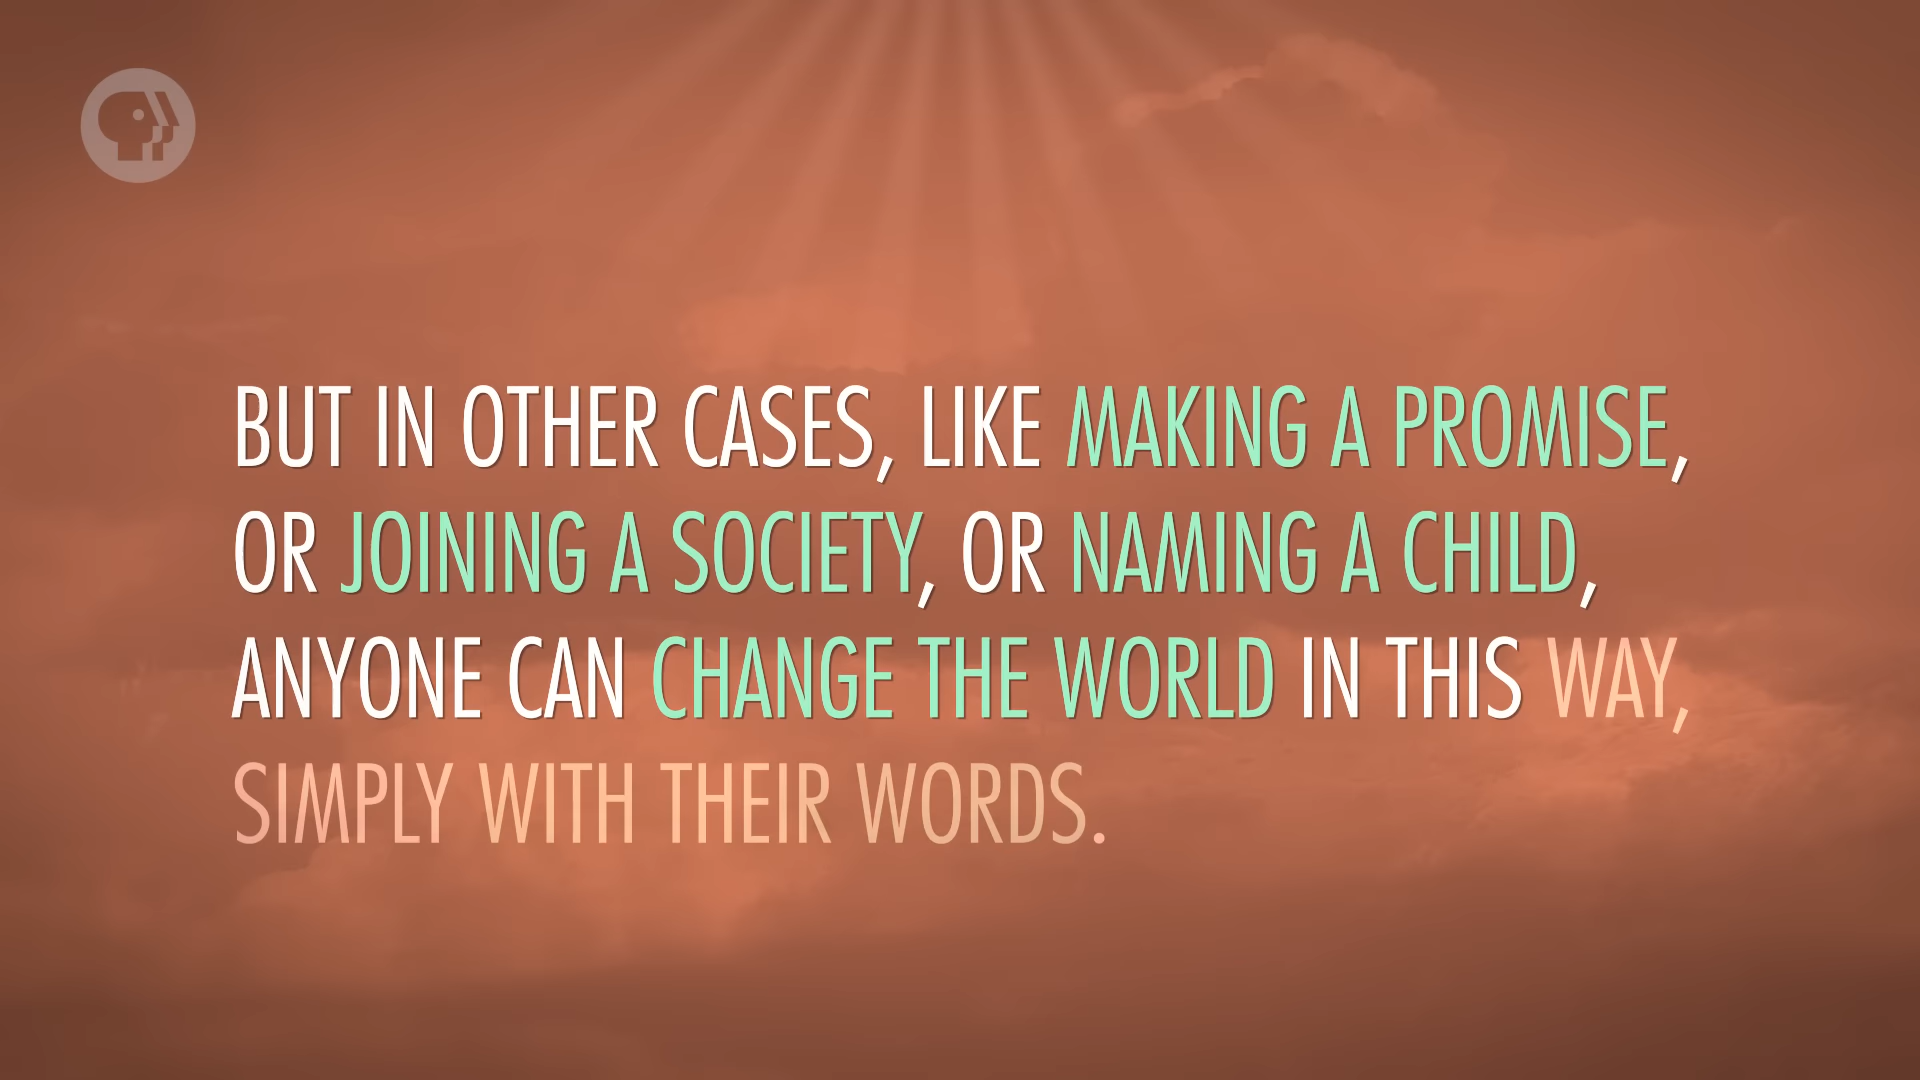 BUT IN OTHER CASES, LIKE MAKING A PROMISE,
OR JOINING A SOCIETY, OR NAMING A CHILD,
ANYONE CAN CHANGE THE WORLD IN THIS WAY,
SIMPLY WITH THEIR WORDS.